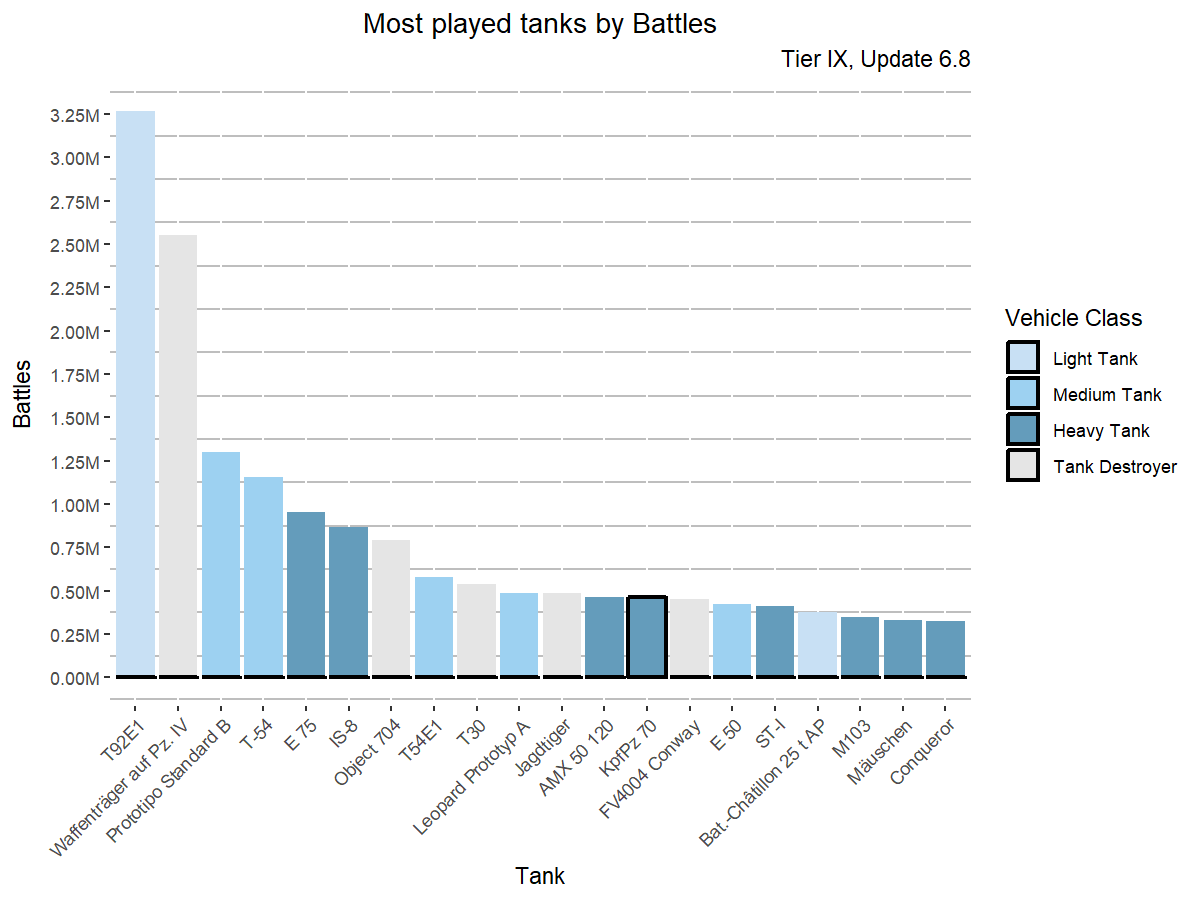 Most played tanks by Battles
Tier IX, Update 6.8
Battles
3.25M
3.00M
2.75M
2.50M
2.25M
2.00M
1.75M
1.50M
1.25M
1.00M
0.75M
0.50M
0.25M
0.00M
T92E1
Waffenträger auf Pz. IV
Prototipo Standard B
T-54
E 75
IS-8
Object 704
T54E1
T30
Leopard Prototyp A
Jagdtiger
AMX 50 120
KpfPz 70
FV4004 Conway
E 50
ST-I
Bat.-Châtillon 25 t AP
M103
Mäuschen
Conqueror
Tank
Vehicle Class
Light Tank
Medium Tank
Heavy Tank
Tank Destroyer